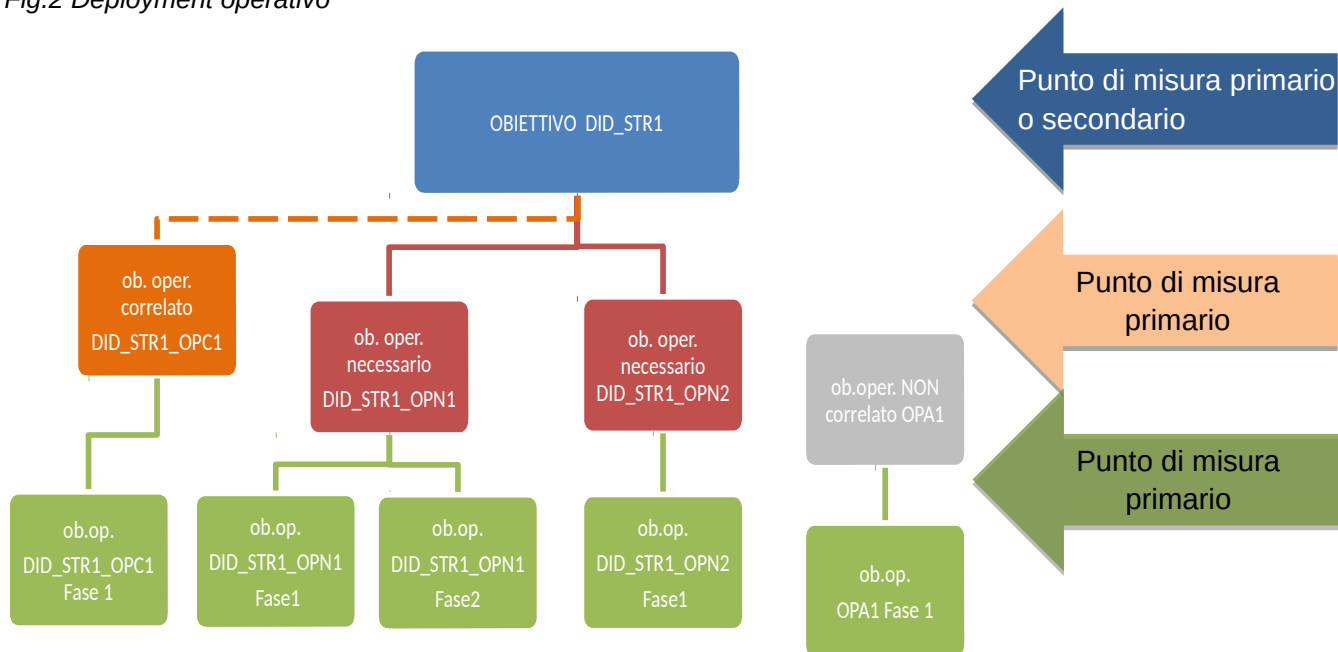 Fig.2 Deployment operativo
OBIETTIVO DID_STR1
Punto di misura primario
o secondario
ob. oper.
correlato
DID_STR1_OPC1
ob. oper.
necessario
DID_STR1_OPN1
ob. oper.
necessario
DID_STR1_OPN2
ob.oper. NON
correlato OPA1
Punto di misura
primario
ob.op.
DID_STR1_OPC1
Fase 1
ob.op.
DID_STR1_OPN1
Fase1
ob.op.
DID_STR1_OPN1
Fase2
ob.op.
DID_STR1_OPN2
Fase1
ob.op.
OPA1 Fase 1
Punto di misura
primario